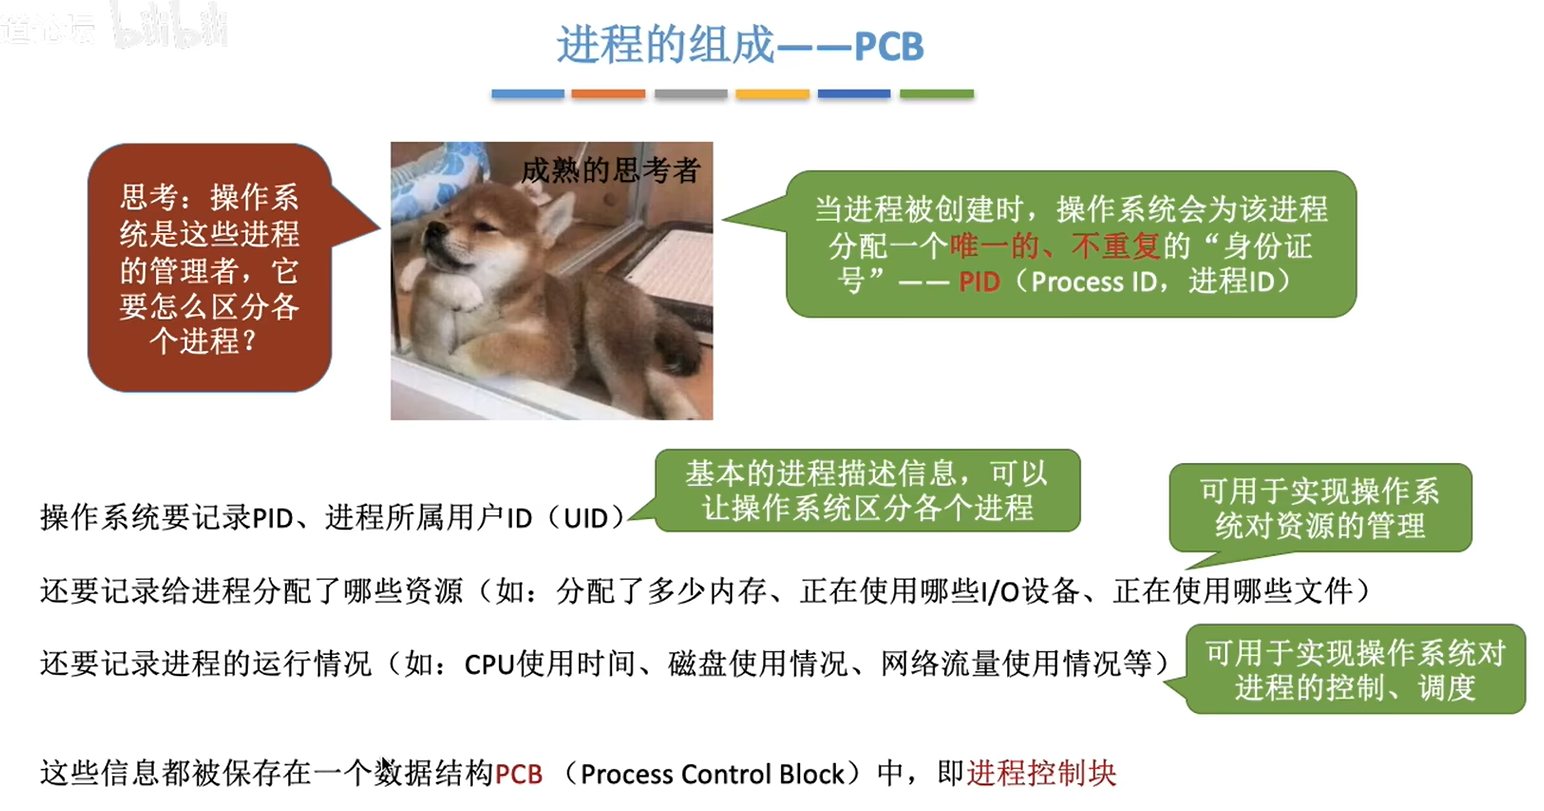 道论坛 bilibili
进程的组成——PCB
思考：操作系
统是这些进程
的管理者，它
要怎么区分各
个进程？
成熟的思考者
当进程被创建时，操作系统会为该进程
分配一个唯一的、不重复的“身份证
号”—— PID（Process ID，进程ID）
基本的进程描述信息，可以
让操作系统区分各个进程
操作系统要记录PID、进程所属用户ID（UID）
可用于实现操作系
统对资源的管理
还要记录给进程分配了哪些资源（如：分配了多少内存、正在使用哪些I/O设备、正在使用哪些文件）
还要记录进程的运行情况（如：CPU使用时间、磁盘使用情况、网络流量使用情况等）
可用于实现操作系统对
进程的控制、调度
这些信息都被保存在一个数据结构PCB （Process Control Block）中，即进程控制块